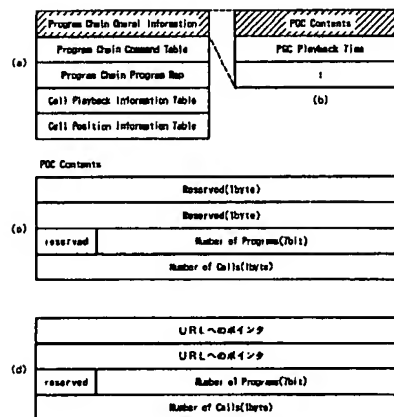 Program Chain General Information
Program Chain Command Table
Program Chain Program Map
Cell Playback Information Table
Cell Position Information Table
(a)
PGC Contents
PGC Playback Time
:
(b)
PGC Contents
(c)
Reserved(1byte)
Reserved(1byte)
reserved Number of Programs(7bit)
Number of Cells(1byte)
(d)
URLへのポインタ
URLへのポインタ
reserved Number of Programs(7bit)
Number of Cells(1byte)